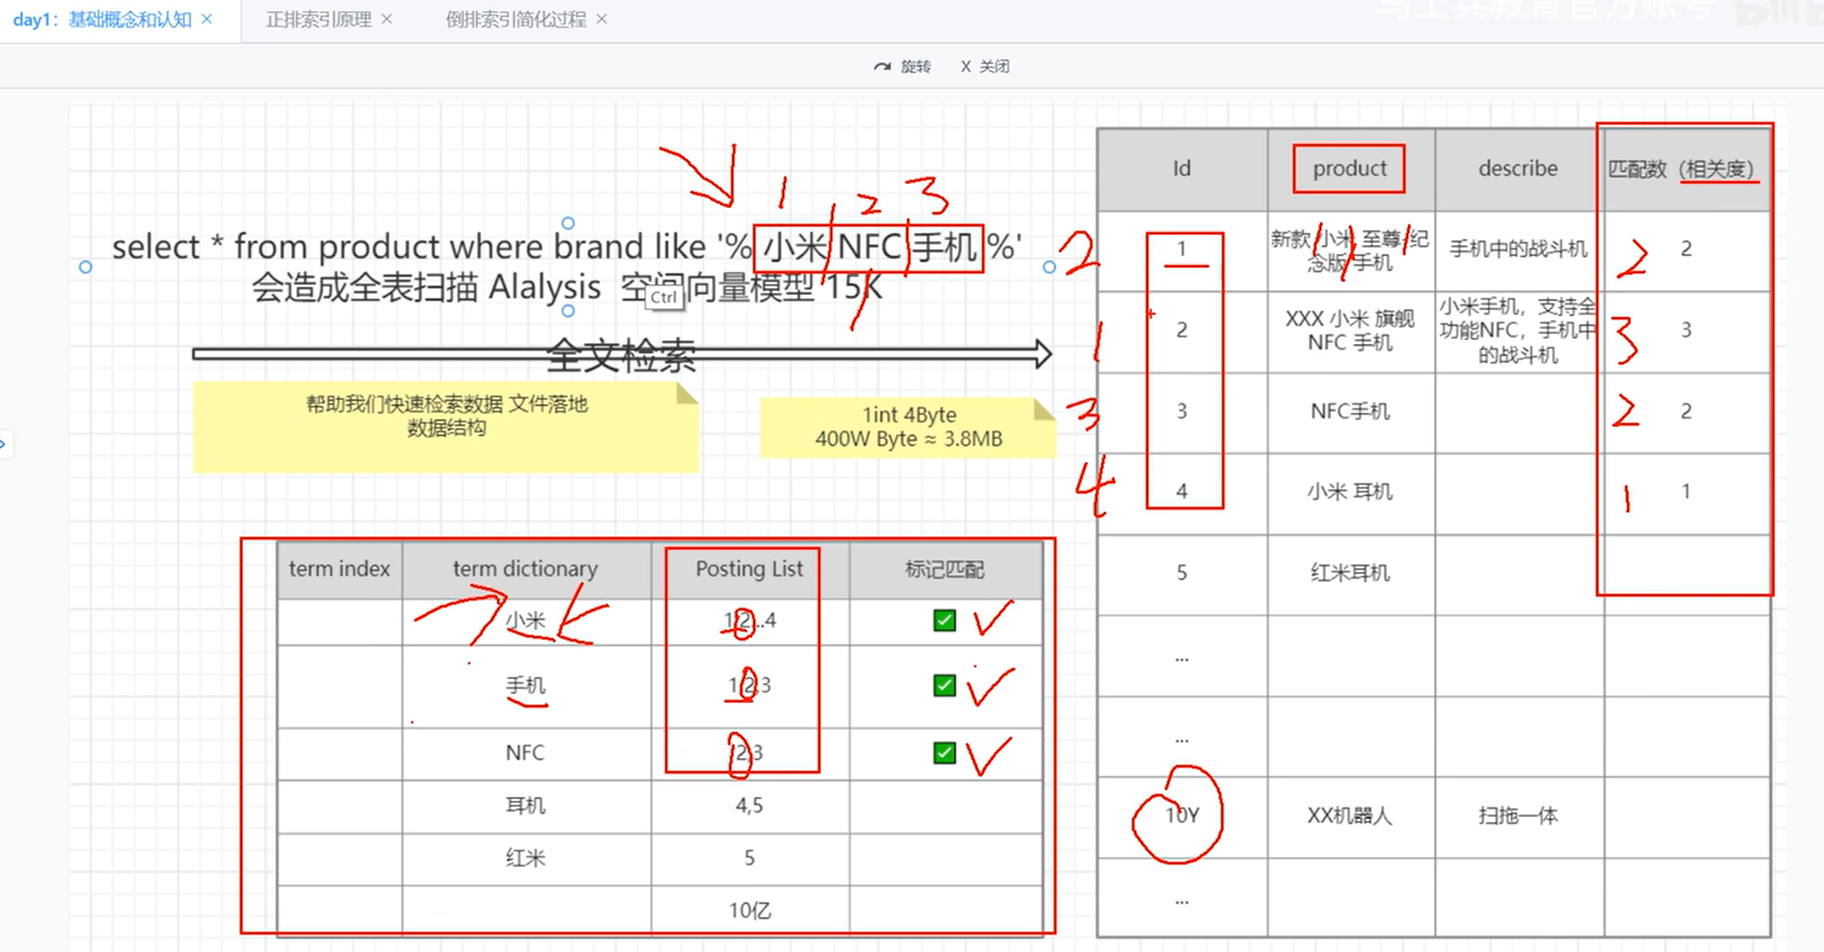 马士兵教育官方账号
day1：基础概念和认知 ×
正排索引原理 ×
倒排索引简化过程 ×
旋转 X 关闭
1 2 3
select * from product where brand like '% 小米 NFC 手机 %'
会造成全表扫描 Alalysis 空间向量模型 15K
Ctrl
全文检索
帮助我们快速检索数据 文件落地
数据结构
1int 4Byte
400W Byte ≈ 3.8MB
term index term dictionary Posting List 标记匹配
小米 1,2...4
手机 1,2,3
NFC 2,3
耳机 4,5
红米 5
10亿
Id product describe 匹配数（相关度）
2 1 新款 小米 至尊 纪 手机中的战斗机 2 2
念版 手机
小米手机，支持全
1 2 XXX 小米 旗舰 功能NFC，手机中 3 3
NFC 手机 的战斗机
3 3 NFC手机 2 2
4 4 小米 耳机 1 1
5 红米耳机
...
...
10Y XX机器人 扫拖一体
...